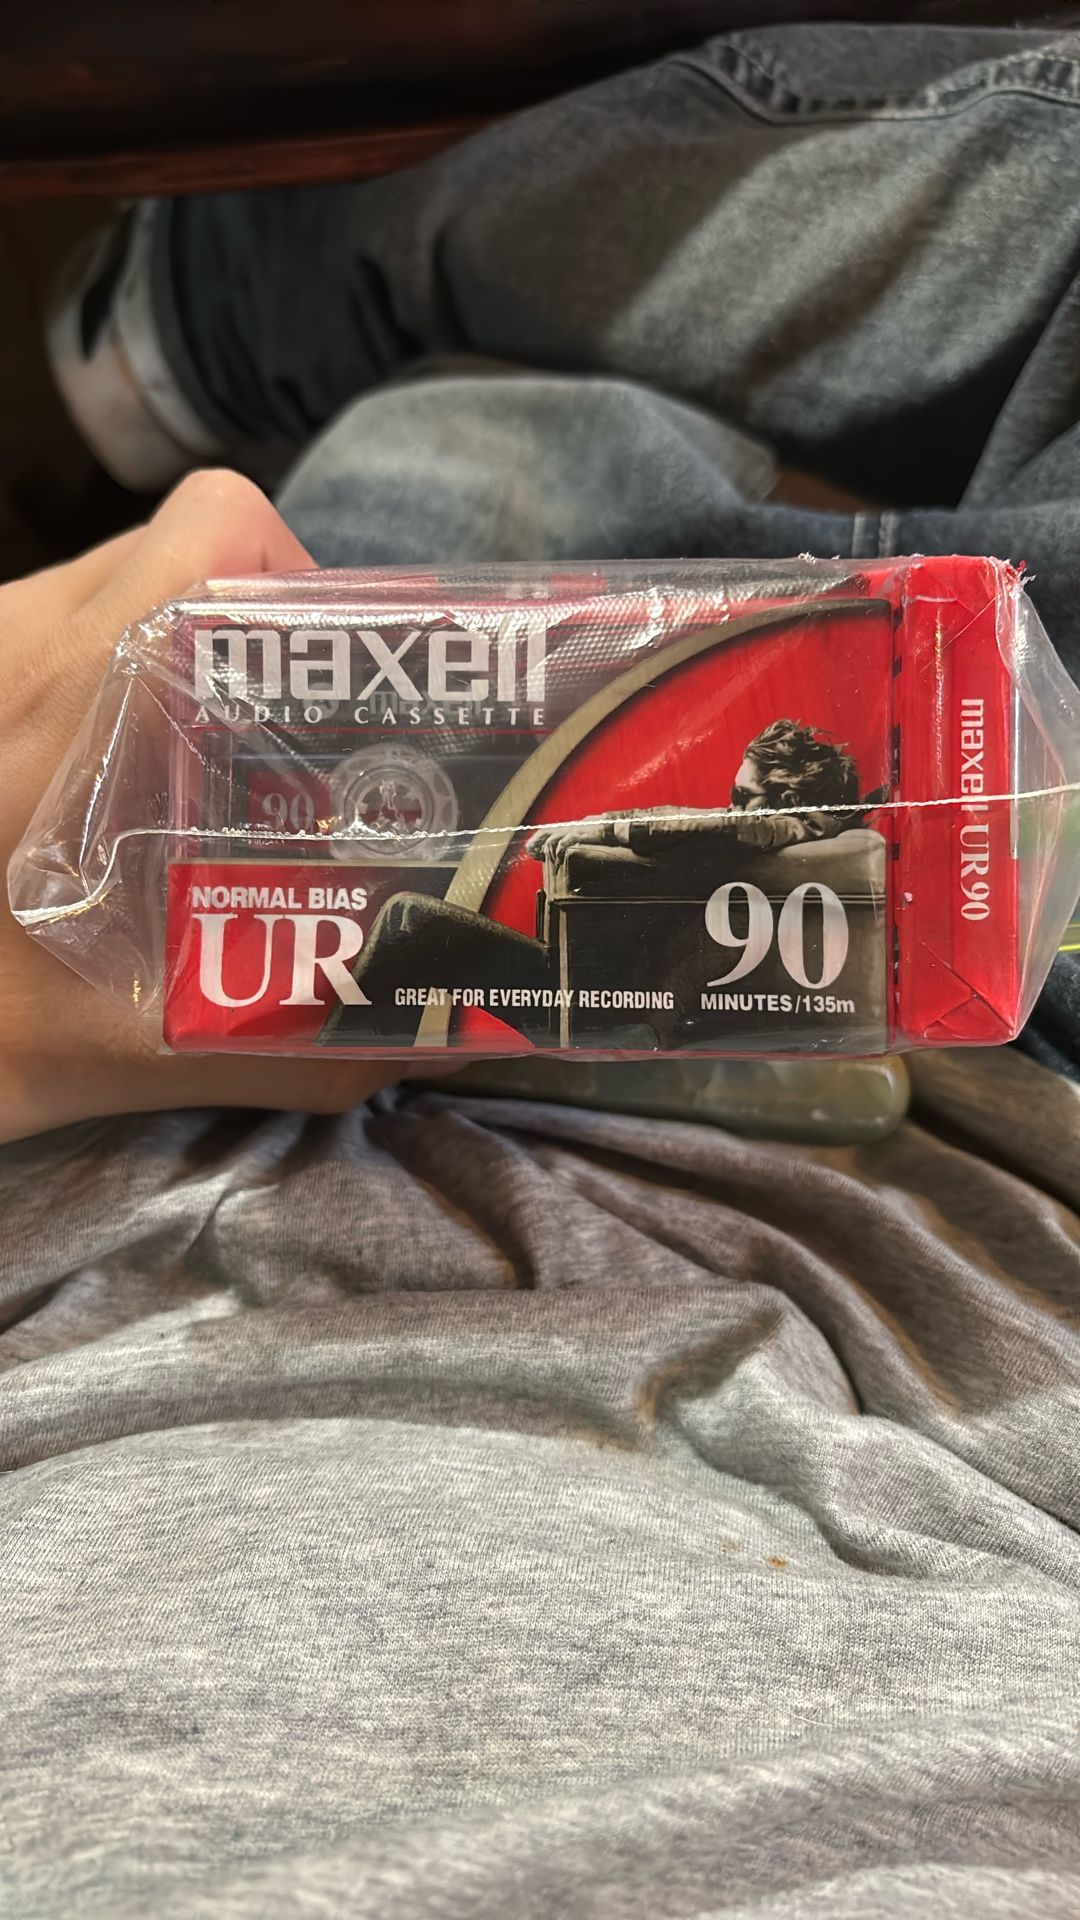 maxell
AUDIO CASSETTE
90
NORMAL BIAS
UR
GREAT FOR EVERYDAY RECORDING
90
MINUTES/135m
maxell UR90